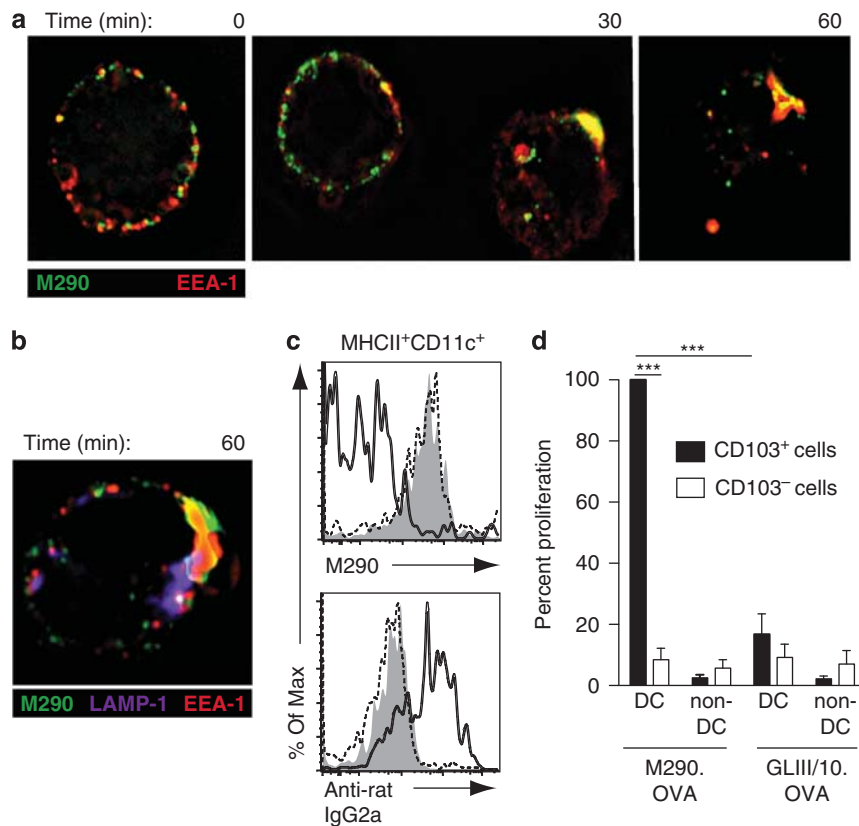 a Time (min): 0 30 60
M290 EEA-1
b
Time (min): 60
M290 LAMP-1 EEA-1
c
MHCII⁺CD11c⁺
M290
% Of Max
Anti-rat
IgG2a
d
Percent proliferation
100
80
60
40
20
0
***
***
CD103⁺ cells
CD103⁻ cells
DC non-DC DC non-DC
M290.
OVA
GLIII/10.
OVA